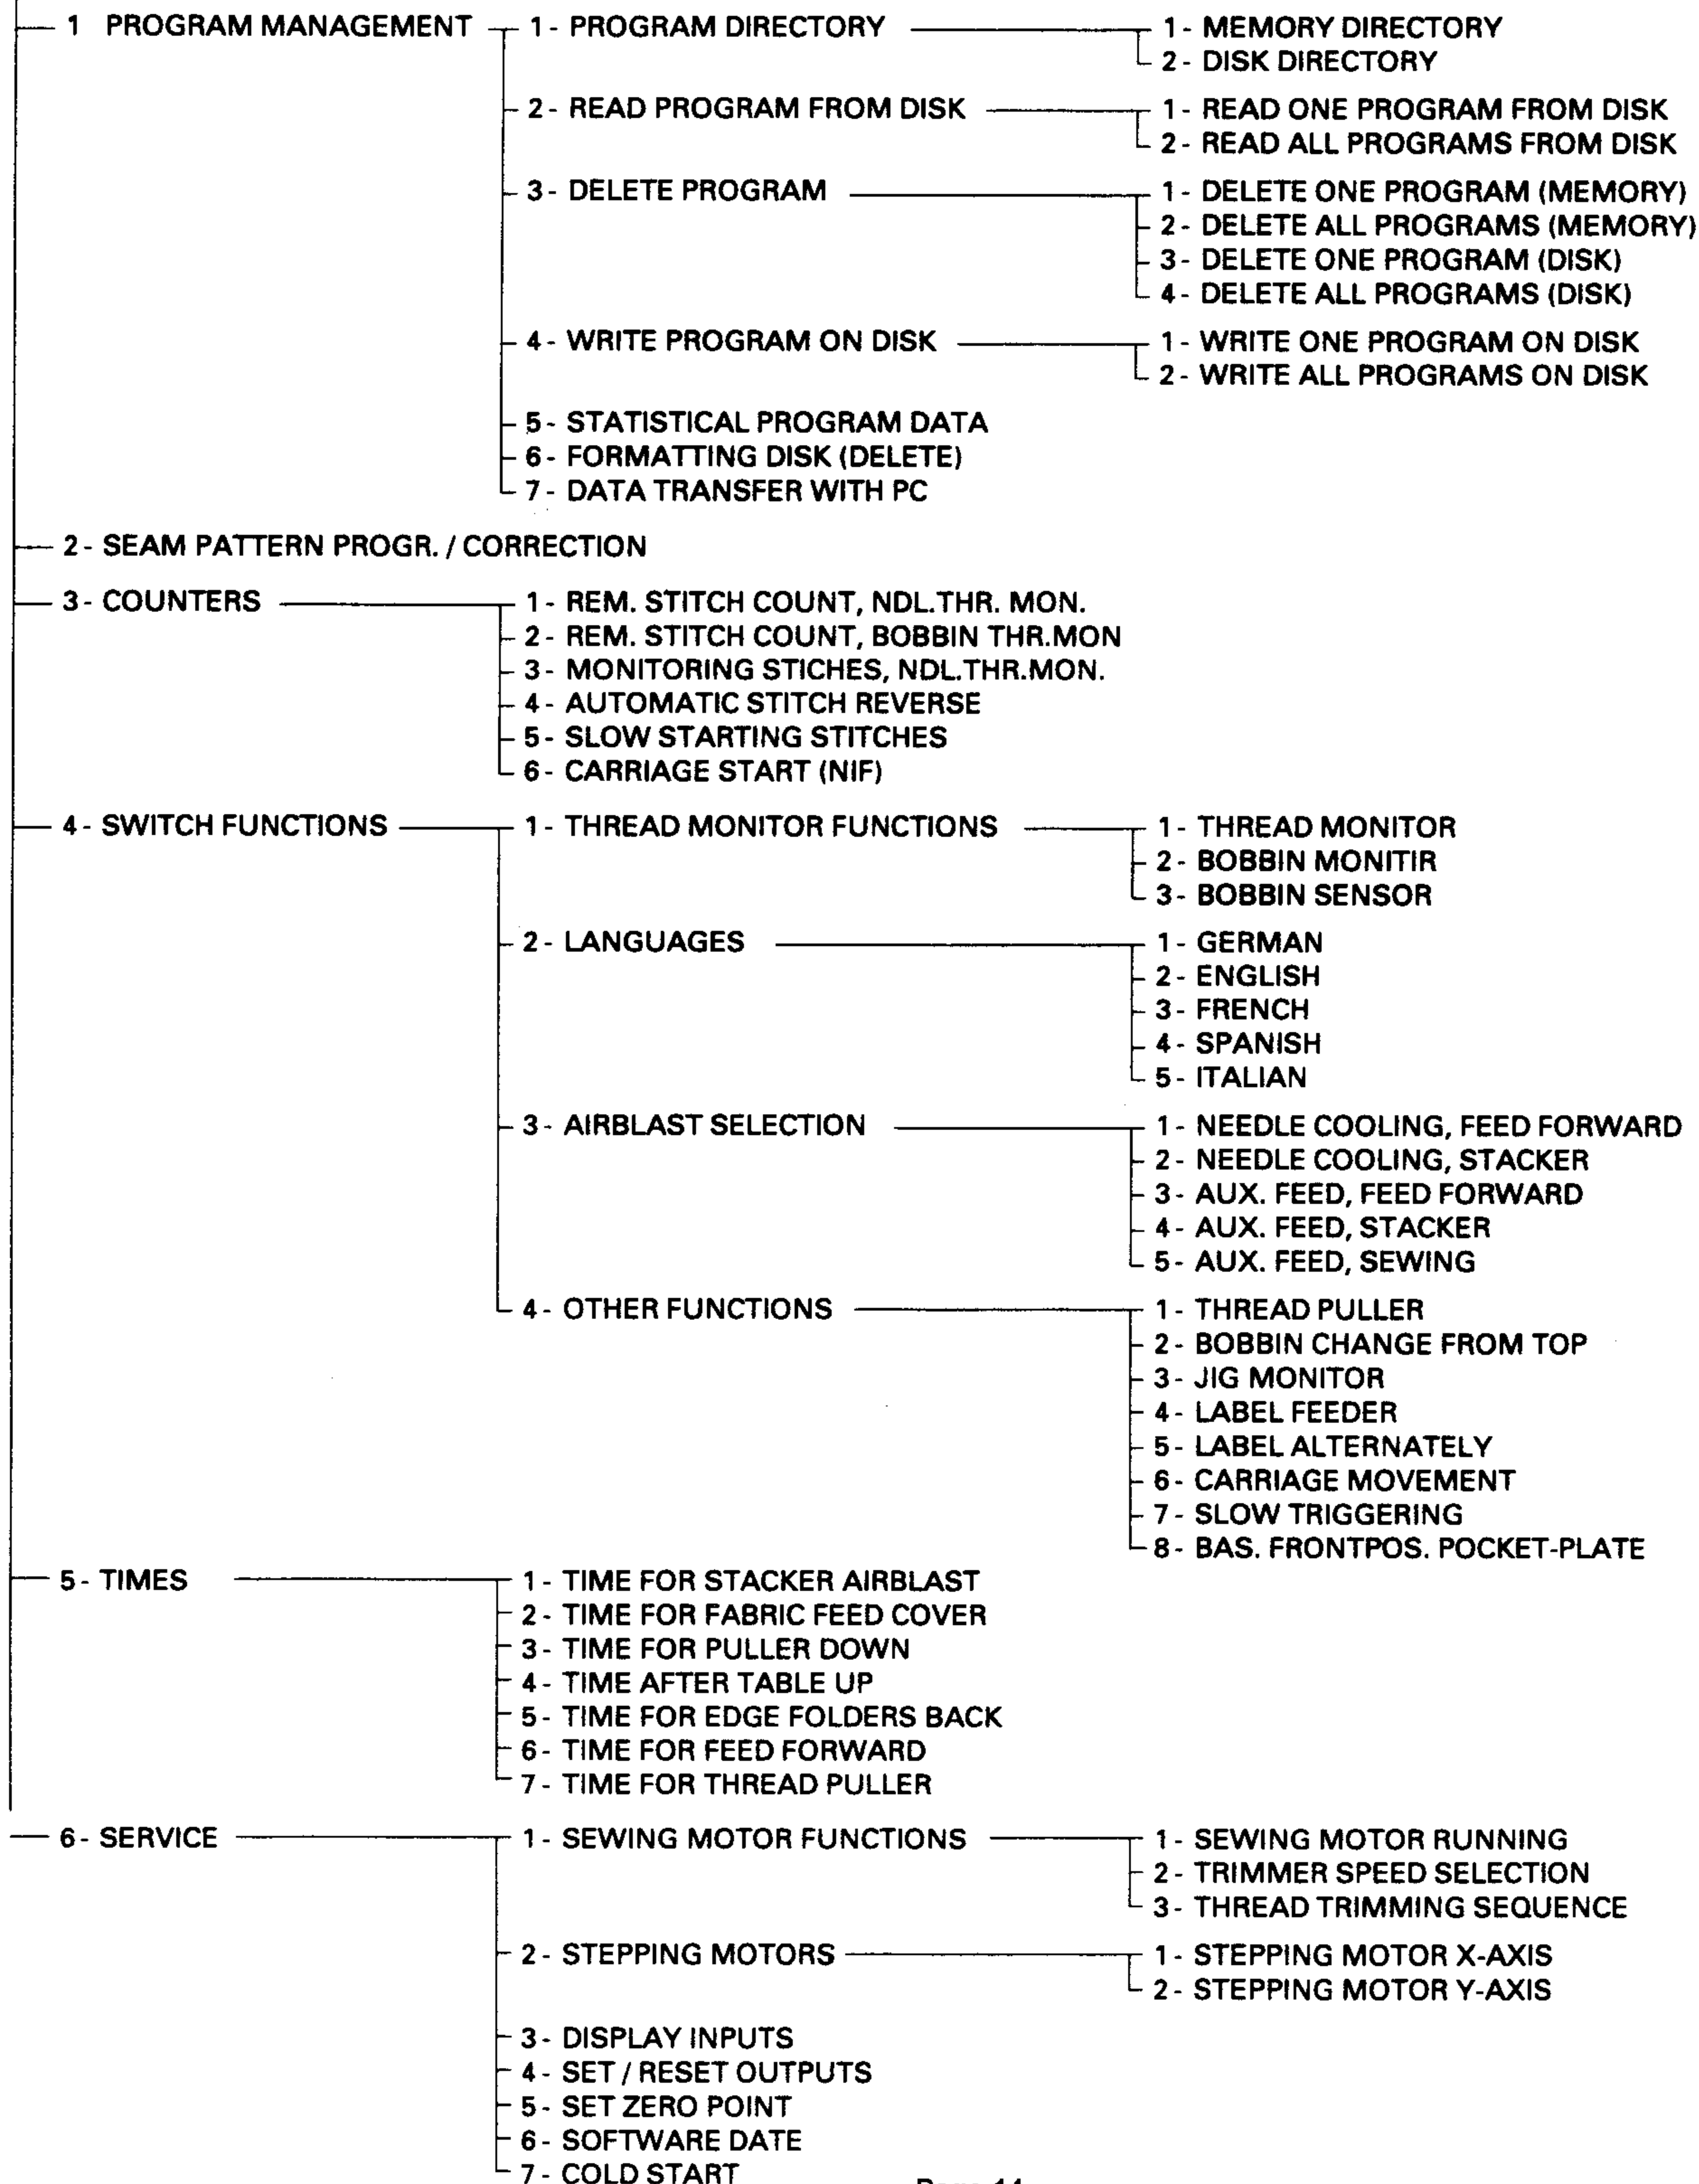 1 PROGRAM MANAGEMENT 1- PROGRAM DIRECTORY 1- MEMORY DIRECTORY
2- DISK DIRECTORY
2- READ PROGRAM FROM DISK 1- READ ONE PROGRAM FROM DISK
2- READ ALL PROGRAMS FROM DISK
3- DELETE PROGRAM 1- DELETE ONE PROGRAM (MEMORY)
2- DELETE ALL PROGRAMS (MEMORY)
3- DELETE ONE PROGRAM (DISK)
4- DELETE ALL PROGRAMS (DISK)
4- WRITE PROGRAM ON DISK 1- WRITE ONE PROGRAM ON DISK
2- WRITE ALL PROGRAMS ON DISK
5- STATISTICAL PROGRAM DATA
6- FORMATTING DISK (DELETE)
7- DATA TRANSFER WITH PC
2- SEAM PATTERN PROGR. / CORRECTION
3- COUNTERS 1- REM. STITCH COUNT, NDL.THR. MON.
2- REM. STITCH COUNT, BOBBIN THR.MON
3- MONITORING STICHES, NDL.THR.MON.
4- AUTOMATIC STITCH REVERSE
5- SLOW STARTING STITCHES
6- CARRIAGE START (NIF)
4- SWITCH FUNCTIONS 1- THREAD MONITOR FUNCTIONS 1- THREAD MONITOR
2- BOBBIN MONITIR
3- BOBBIN SENSOR
2- LANGUAGES 1- GERMAN
2- ENGLISH
3- FRENCH
4- SPANISH
5- ITALIAN
3- AIRBLAST SELECTION 1- NEEDLE COOLING, FEED FORWARD
2- NEEDLE COOLING, STACKER
3- AUX. FEED, FEED FORWARD
4- AUX. FEED, STACKER
5- AUX. FEED, SEWING
4- OTHER FUNCTIONS 1- THREAD PULLER
2- BOBBIN CHANGE FROM TOP
3- JIG MONITOR
4- LABEL FEEDER
5- LABEL ALTERNATELY
6- CARRIAGE MOVEMENT
7- SLOW TRIGGERING
8- BAS. FRONTPOS. POCKET-PLATE
5- TIMES 1- TIME FOR STACKER AIRBLAST
2- TIME FOR FABRIC FEED COVER
3- TIME FOR PULLER DOWN
4- TIME AFTER TABLE UP
5- TIME FOR EDGE FOLDERS BACK
6- TIME FOR FEED FORWARD
7- TIME FOR THREAD PULLER
6- SERVICE 1- SEWING MOTOR FUNCTIONS 1- SEWING MOTOR RUNNING
2- TRIMMER SPEED SELECTION
3- THREAD TRIMMING SEQUENCE
2- STEPPING MOTORS 1- STEPPING MOTOR X-AXIS
2- STEPPING MOTOR Y-AXIS
3- DISPLAY INPUTS
4- SET / RESET OUTPUTS
5- SET ZERO POINT
6- SOFTWARE DATE
7- COLD START